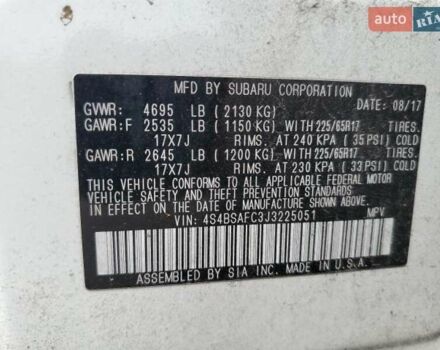 auto RIA
MFD BY SUBARU CORPORATION
GVWR: 4695 LB ( 2130 KG) DATE: 08/17
GAWR:F 2535 LB ( 1150 KG) WITH 225/65R17 TIRES.
17X7J RIMS. AT 240 KPA ( 35 PSI) COLD
GAWR:R 2645 LB ( 1200 KG) WITH 225/65R17 TIRES.
17X7J RIMS. AT 230 KPA ( 33 PSI) COLD
THIS VEHICLE CONFORMS TO ALL APPLICABLE FEDERAL MOTOR
VEHICLE SAFETY AND BUMPER STANDARDS IN EFFECT ON THE
DATE OF MANUFACTURE SHOWN ABOVE.
VIN: 4S4BSAFC3J3225051 MPV
ASSEMBLED BY SIA INC. MADE IN U.S.A.